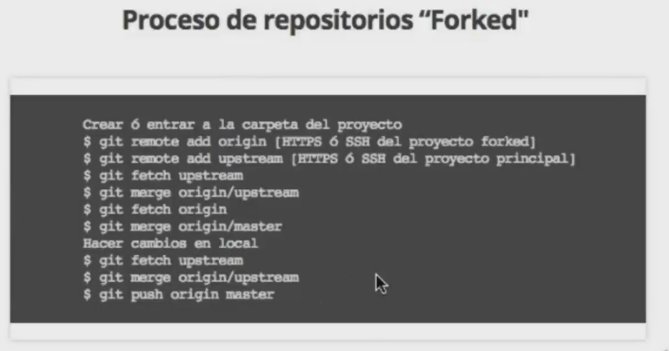 Proceso de repositorios “Forked"
Crear ó entrar a la carpeta del proyecto
$ git remote add origin [HTTPS ó SSH del proyecto forked]
$ git remote add upstream [HTTPS ó SSH del proyecto principal]
$ git fetch upstream
$ git merge origin/upstream
$ git fetch origin
$ git merge origin/master
Hacer cambios en local
$ git fetch upstream
$ git merge origin/upstream
$ git push origin master